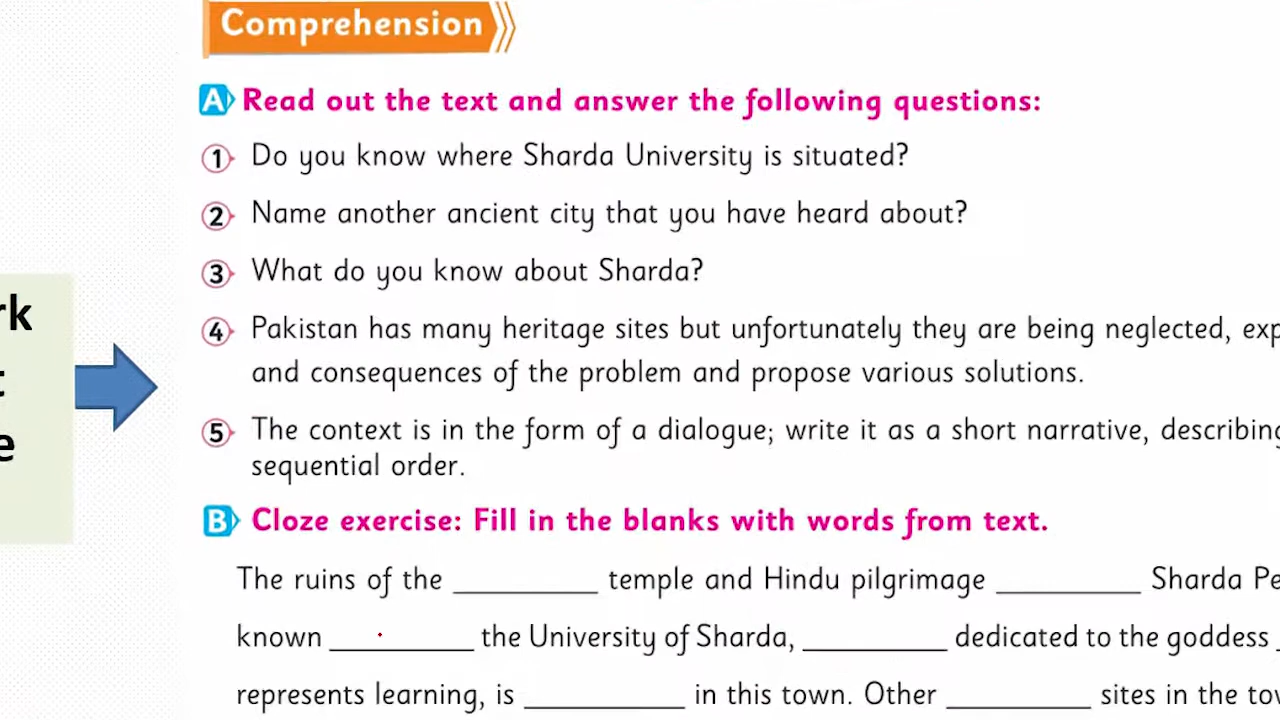 Comprehension
A Read out the text and answer the following questions:
1 Do you know where Sharda University is situated?
2 Name another ancient city that you have heard about?
3 What do you know about Sharda?
4 Pakistan has many heritage sites but unfortunately they are being neglected, exp
and consequences of the problem and propose various solutions.
5 The context is in the form of a dialogue; write it as a short narrative, describing
sequential order.
B Cloze exercise: Fill in the blanks with words from text.
The ruins of the __________ temple and Hindu pilgrimage __________ Sharda Pe
known __________ the University of Sharda, __________ dedicated to the goddess
represents learning, is __________ in this town. Other __________ sites in the tow
rk
t
e